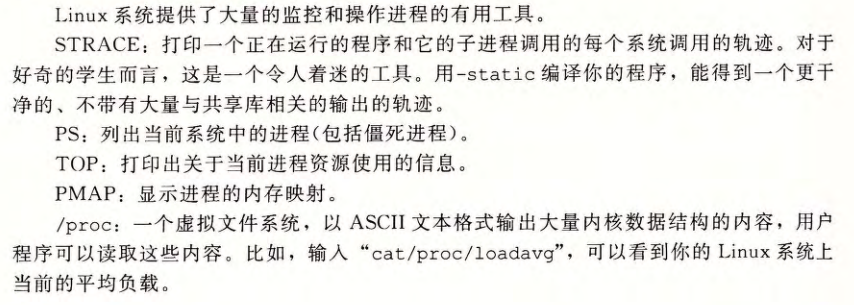 Linux 系统提供了大量的监控和操作进程的有用工具。
STRACE：打印一个正在运行的程序和它的子进程调用的每个系统调用的轨迹。对于
好奇的学生而言，这是一个令人着迷的工具。用-static 编译你的程序，能得到一个更干
净的、不带有大量与共享库相关的输出的轨迹。
PS：列出当前系统中的进程(包括僵死进程)。
TOP：打印出关于当前进程资源使用的信息。
PMAP：显示进程的内存映射。
/proc：一个虚拟文件系统，以 ASCII 文本格式输出大量内核数据结构的内容，用户
程序可以读取这些内容。比如，输入“cat/proc/loadavg”，可以看到你的 Linux 系统上
当前的平均负载。